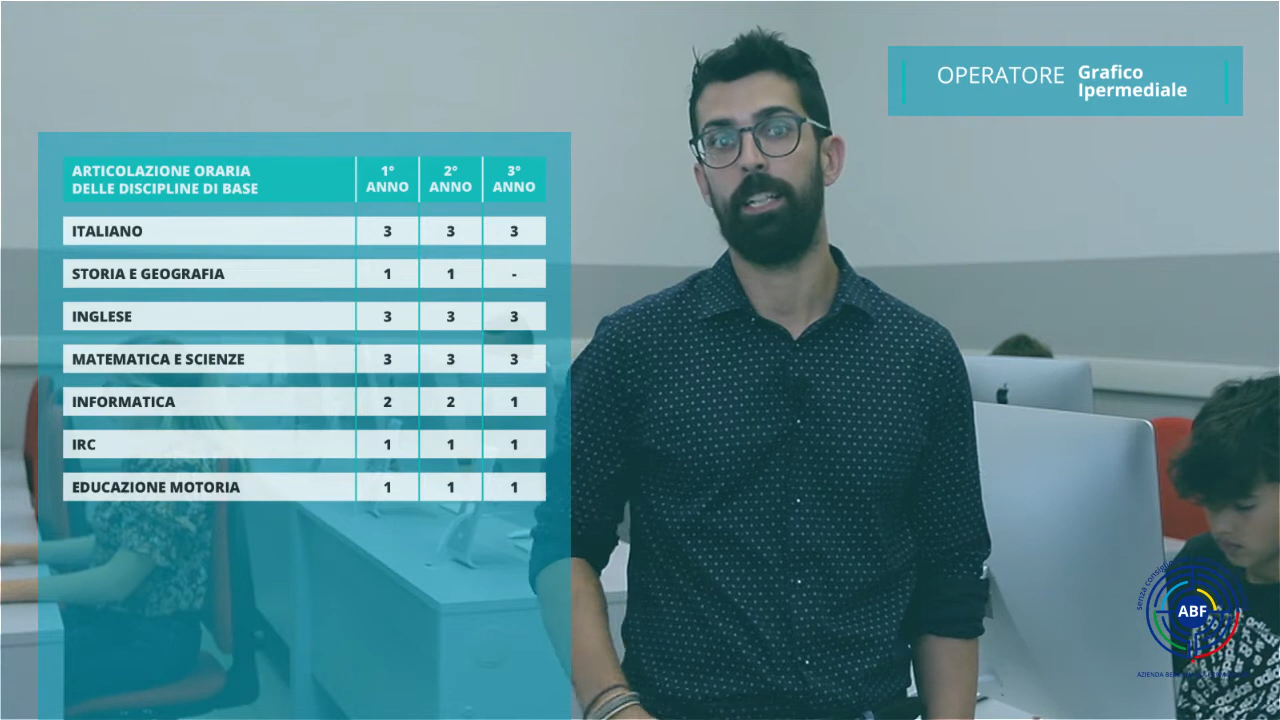 OPERATORE Grafico
Ipermediale
ARTICOLAZIONE ORARIA
DELLE DISCIPLINE DI BASE
1° ANNO 2° ANNO 3° ANNO
ITALIANO 3 3 3
STORIA E GEOGRAFIA 1 1 -
INGLESE 3 3 3
MATEMATICA E SCIENZE 3 3 3
INFORMATICA 2 2 1
IRC 1 1 1
EDUCAZIONE MOTORIA 1 1 1
senza
ABF
AZIENDA